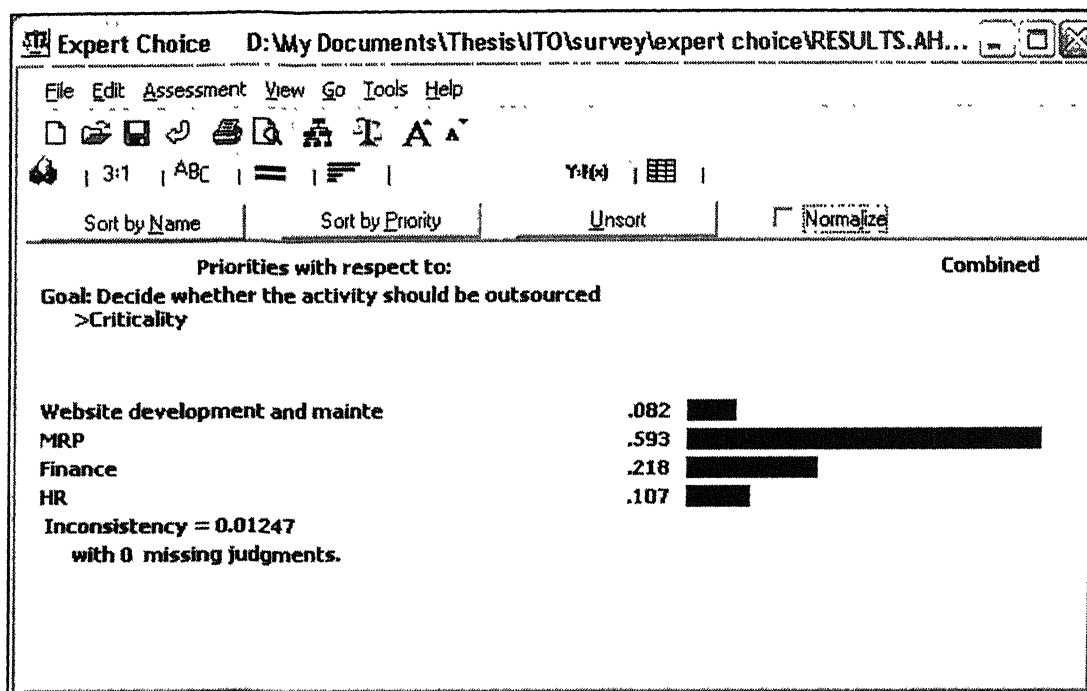 Expert Choice D:\My Documents\Thesis\ITO\survey\expert choice\RESULTS.AH...
File Edit Assessment View Go Tools Help
3:1 ABC Y=F(x)
Sort by Name Sort by Priority Unsort Normalize
Priorities with respect to: Combined
Goal: Decide whether the activity should be outsourced
>Criticality
Website development and mainte .082
MRP .593
Finance .218
HR .107
Inconsistency = 0.01247
with 0 missing judgments.